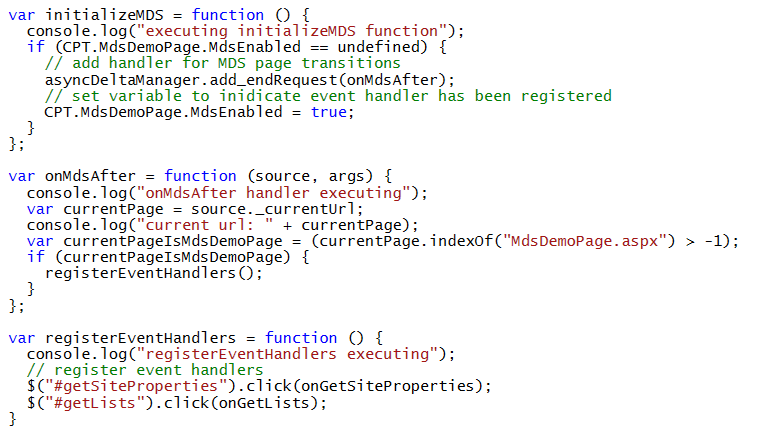 var initializeMDS = function () {
  console.log("executing initializeMDS function");
  if (CPT.MdsDemoPage.MdsEnabled == undefined) {
    // add handler for MDS page transitions
    asyncDeltaManager.add_endRequest(onMdsAfter);
    // set variable to inidicate event handler has been registered
    CPT.MdsDemoPage.MdsEnabled = true;
  }
};

var onMdsAfter = function (source, args) {
  console.log("onMdsAfter handler executing");
  var currentPage = source._currentUrl;
  console.log("current url: " + currentPage);
  var currentPageIsMdsDemoPage = (currentPage.indexOf("MdsDemoPage.aspx") > -1);
  if (currentPageIsMdsDemoPage) {
    registerEventHandlers();
  }
};

var registerEventHandlers = function () {
  console.log("registerEventHandlers executing");
  // register event handlers
  $("#getSiteProperties").click(onGetSiteProperties);
  $("#getLists").click(onGetLists);
}